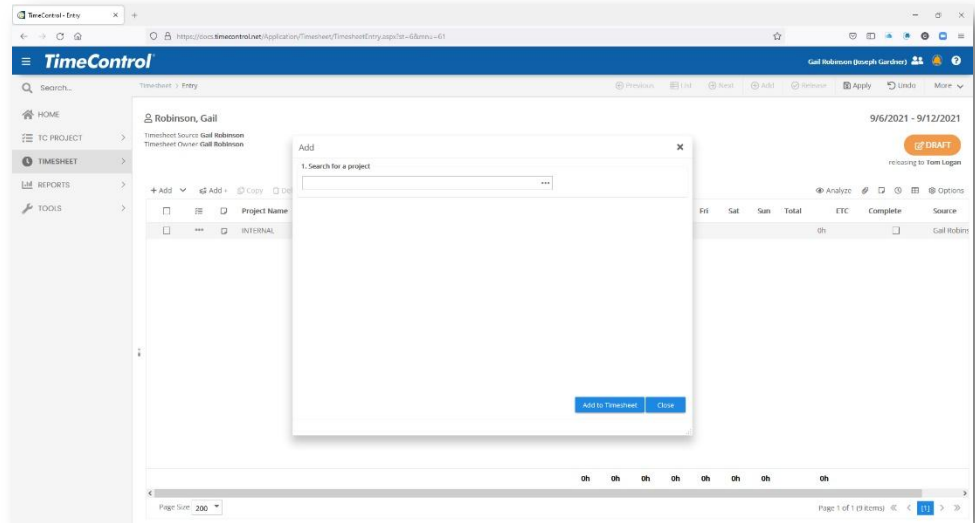 TimeControl - Entry
https://docs.timecontrol.net/Application/Timesheet/TimesheetEntry.aspx?st=6&mnu=61
TimeControl
Gail Robinson (Joseph Gardner)
Search...
Timesheet > Entry
Previous List Next Add Release Apply Undo More
HOME
TC PROJECT
TIMESHEET
REPORTS
TOOLS
Robinson, Gail
9/6/2021 - 9/12/2021
Timesheet Source Gail Robinson
Timesheet Owner Gail Robinson
DRAFT
releasing to Tom Logan
Add
1. Search for a project
+ Add Add Copy
Analyze Options
Project Name Fri Sat Sun Total ETC Complete Source
INTERNAL 0h Gail Robins
Add to Timesheet Close
0h 0h 0h 0h 0h 0h 0h 0h
Page Size 200
Page 1 of 1 (9 items) [1]